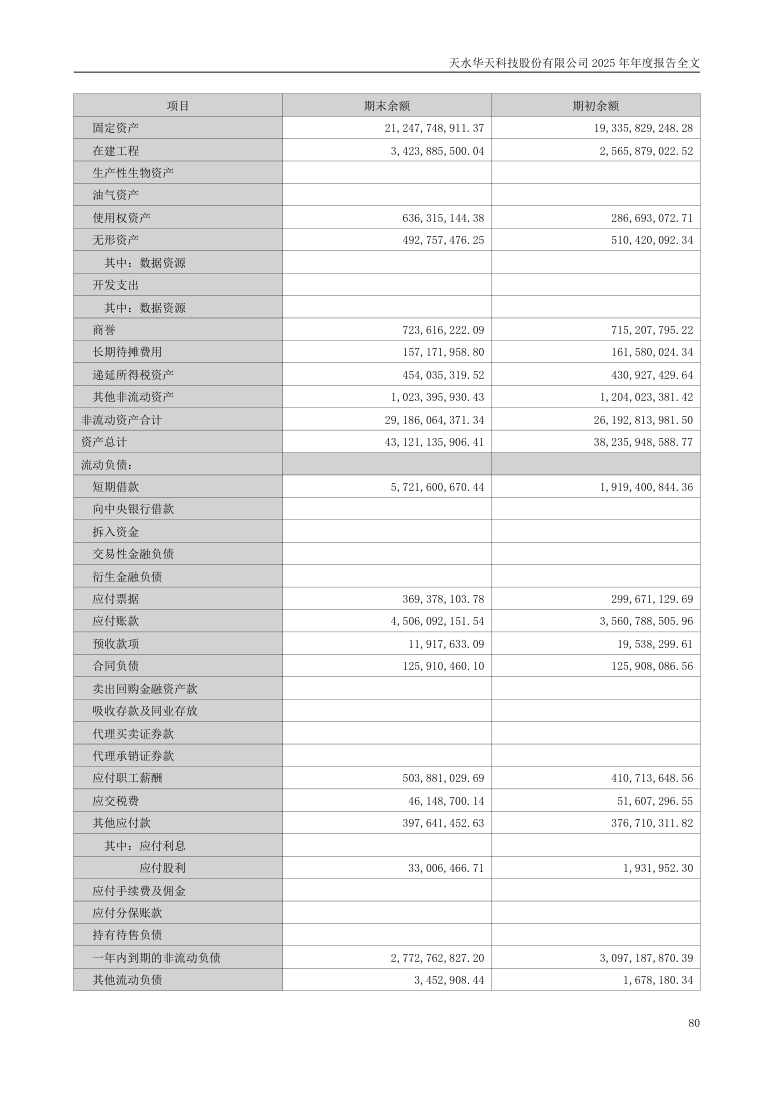 天水华天科技股份有限公司 2025 年年度报告全文
项目 期末余额 期初余额
固定资产 21,247,748,911.37 19,335,829,248.28
在建工程 3,423,885,500.04 2,565,879,022.52
生产性生物资产
油气资产
使用权资产 636,315,144.38 286,693,072.71
无形资产 492,757,476.25 510,420,092.34
其中：数据资源
开发支出
其中：数据资源
商誉 723,616,222.09 715,207,795.22
长期待摊费用 157,171,958.80 161,580,024.34
递延所得税资产 454,035,319.52 430,927,429.64
其他非流动资产 1,023,395,930.43 1,204,023,381.42
非流动资产合计 29,186,064,371.34 26,192,813,981.50
资产总计 43,121,135,906.41 38,235,948,588.77
流动负债：
短期借款 5,721,600,670.44 1,919,400,844.36
向中央银行借款
拆入资金
交易性金融负债
衍生金融负债
应付票据 369,378,103.78 299,671,129.69
应付账款 4,506,092,151.54 3,560,788,505.96
预收款项 11,917,633.09 19,538,299.61
合同负债 125,910,460.10 125,908,086.56
卖出回购金融资产款
吸收存款及同业存放
代理买卖证券款
代理承销证券款
应付职工薪酬 503,881,029.69 410,713,648.56
应交税费 46,148,700.14 51,607,296.55
其他应付款 397,641,452.63 376,710,311.82
其中：应付利息
应付股利 33,006,466.71 1,931,952.30
应付手续费及佣金
应付分保账款
持有待售负债
一年内到期的非流动负债 2,772,762,827.20 3,097,187,870.39
其他流动负债 3,452,908.44 1,678,180.34
80